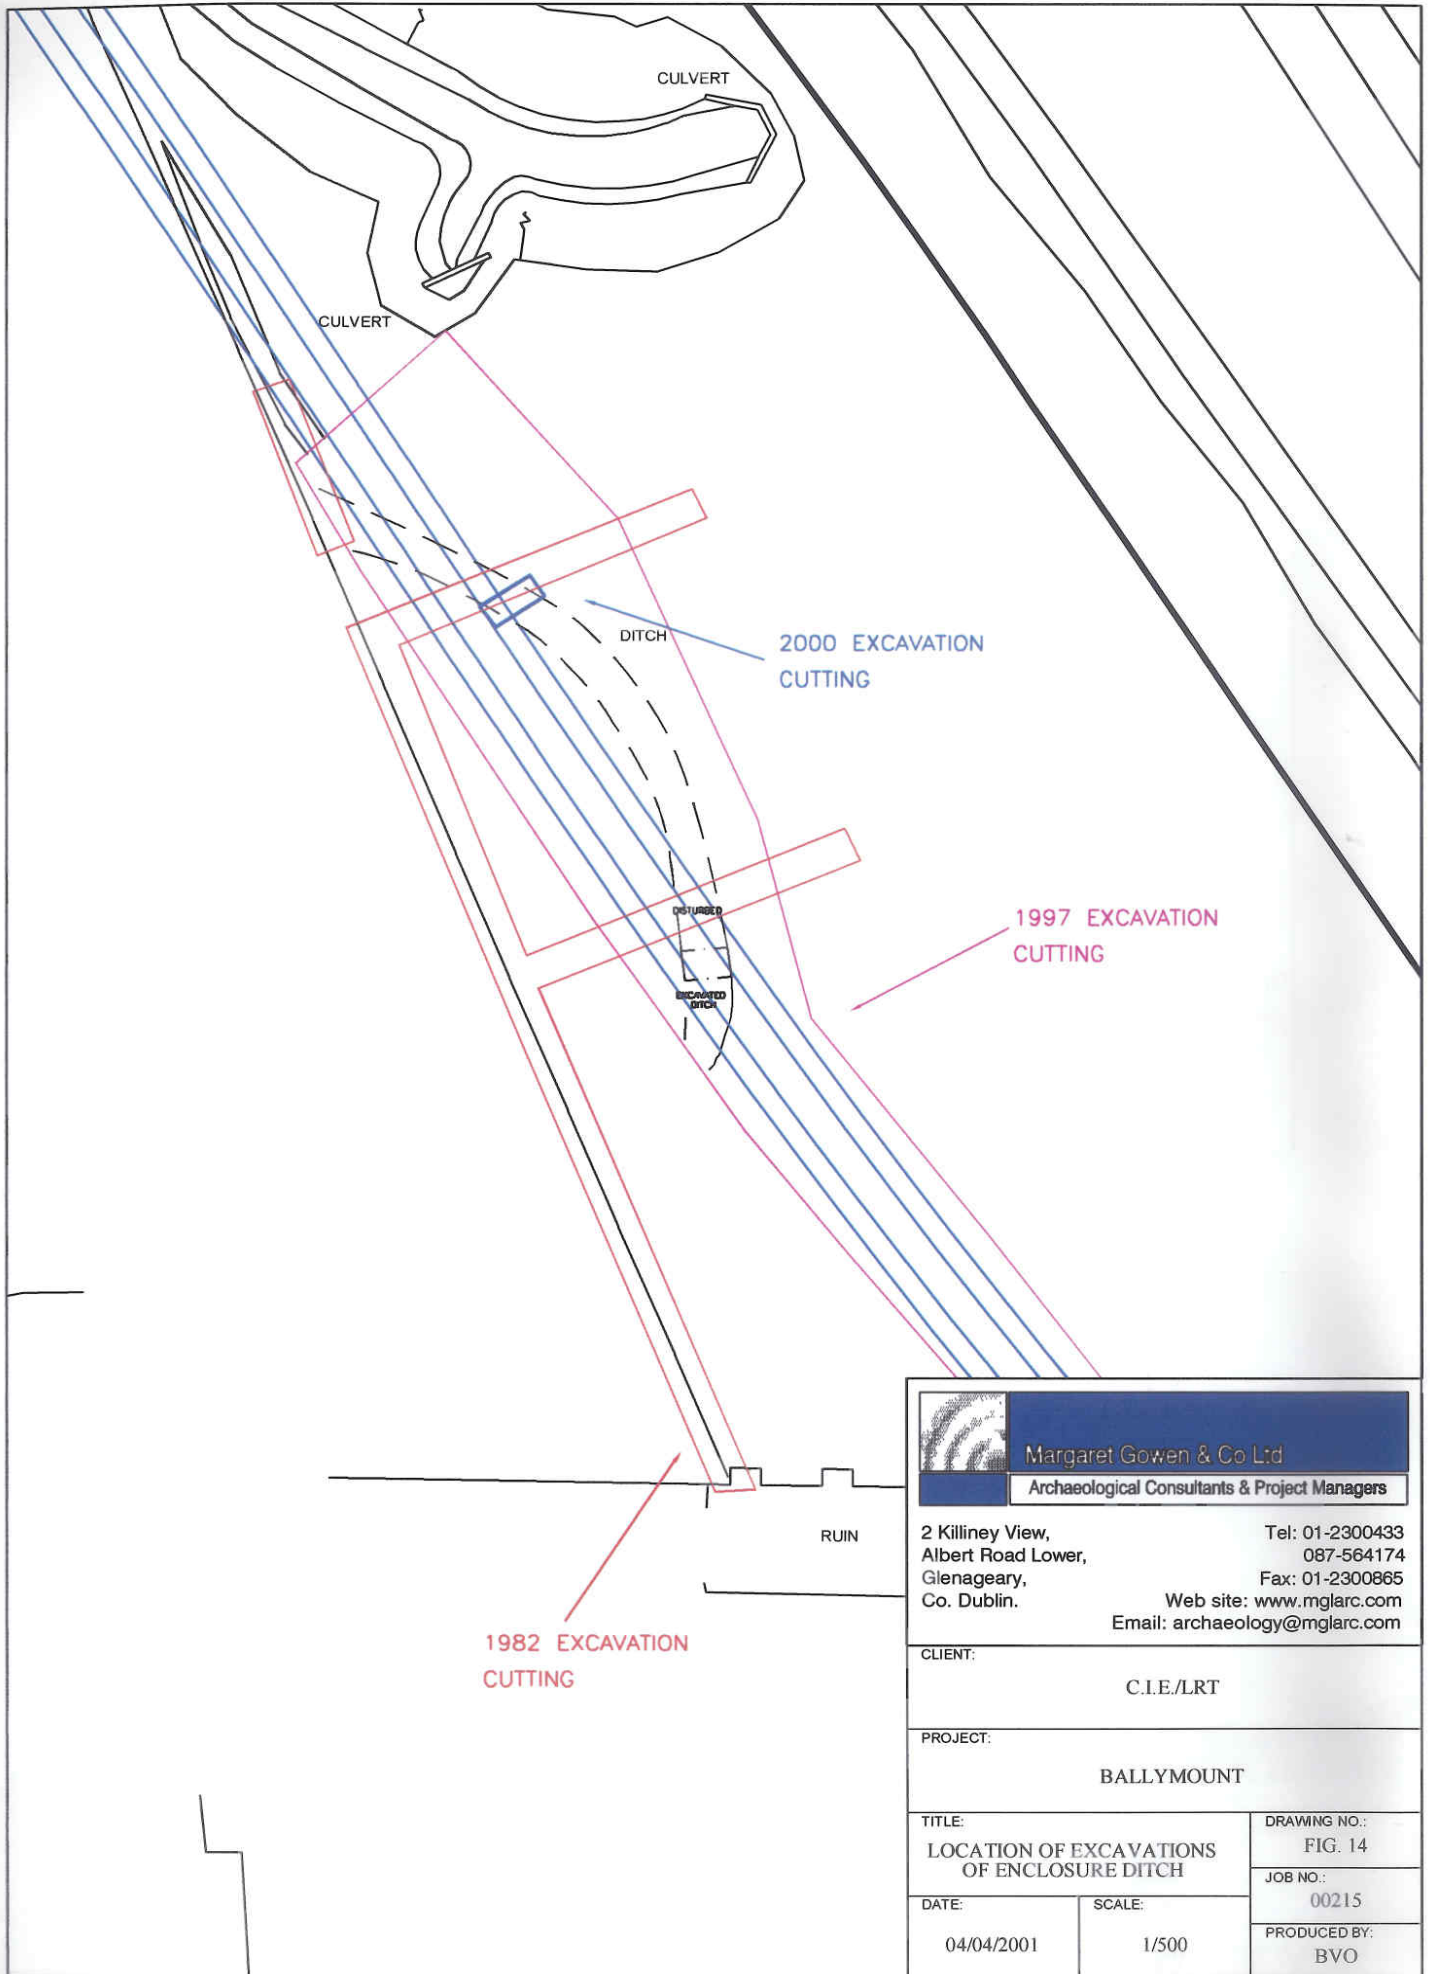 CULVERT
CULVERT
DITCH
2000 EXCAVATION
CUTTING
DISTURBED
EXCAVATED
DITCH
1997 EXCAVATION
CUTTING
RUIN
1982 EXCAVATION
CUTTING
Margaret Gowen & Co Ltd
Archaeological Consultants & Project Managers
2 Killiney View,
Albert Road Lower,
Glenageary,
Co. Dublin.
Tel: 01-2300433
087-564174
Fax: 01-2300865
Web site: www.mglarc.com
Email: archaeology@mglarc.com
CLIENT:
C.I.E./LRT
PROJECT:
BALLYMOUNT
TITLE:
LOCATION OF EXCAVATIONS
OF ENCLOSURE DITCH
DRAWING NO.:
FIG. 14
JOB NO.:
00215
DATE:
04/04/2001
SCALE:
1/500
PRODUCED BY:
BVO